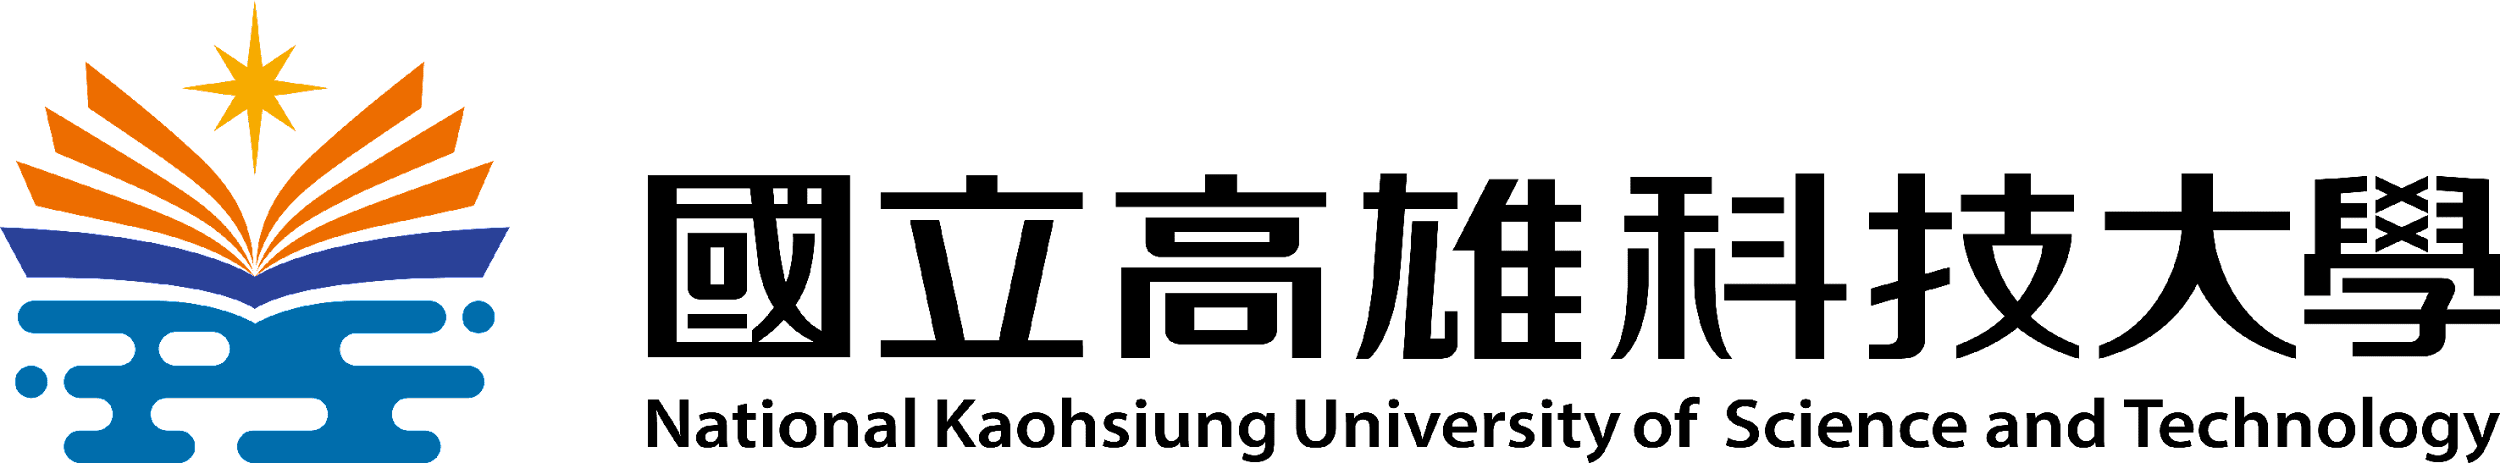 國立高雄科技大學
National Kaohsiung University of Science and Technology